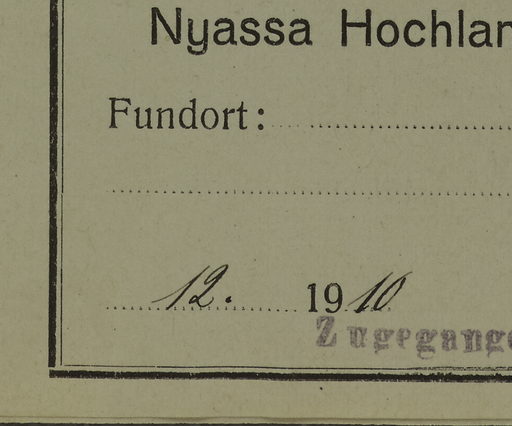 Nyassa Hochlan
Fundort:
12. 1910
Zugegang